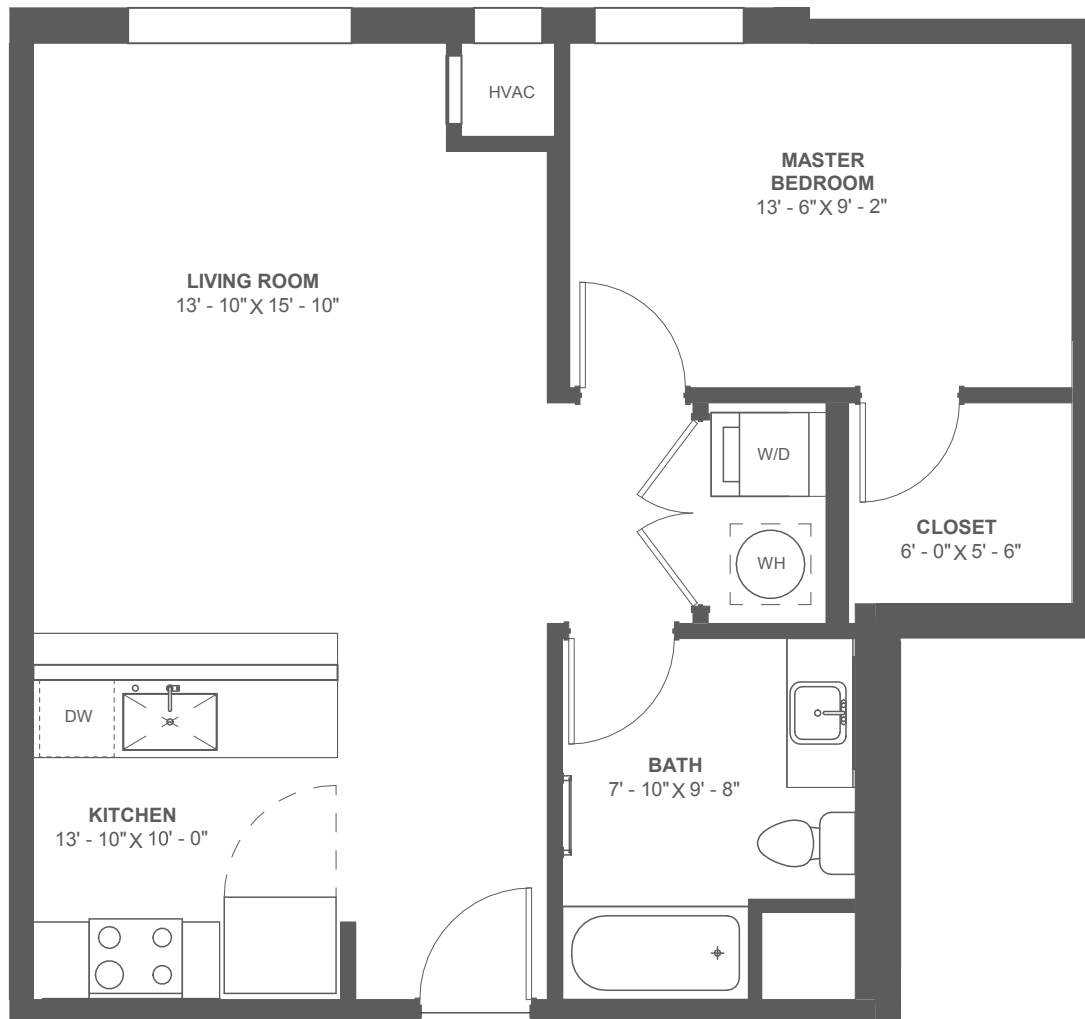 HVAC
MASTER
BEDROOM
13' - 6" X 9' - 2"
LIVING ROOM
13' - 10" X 15' - 10"
W/D
CLOSET
6' - 0" X 5' - 6"
WH
DW
BATH
7' - 10" X 9' - 8"
KITCHEN
13' - 10" X 10' - 0"